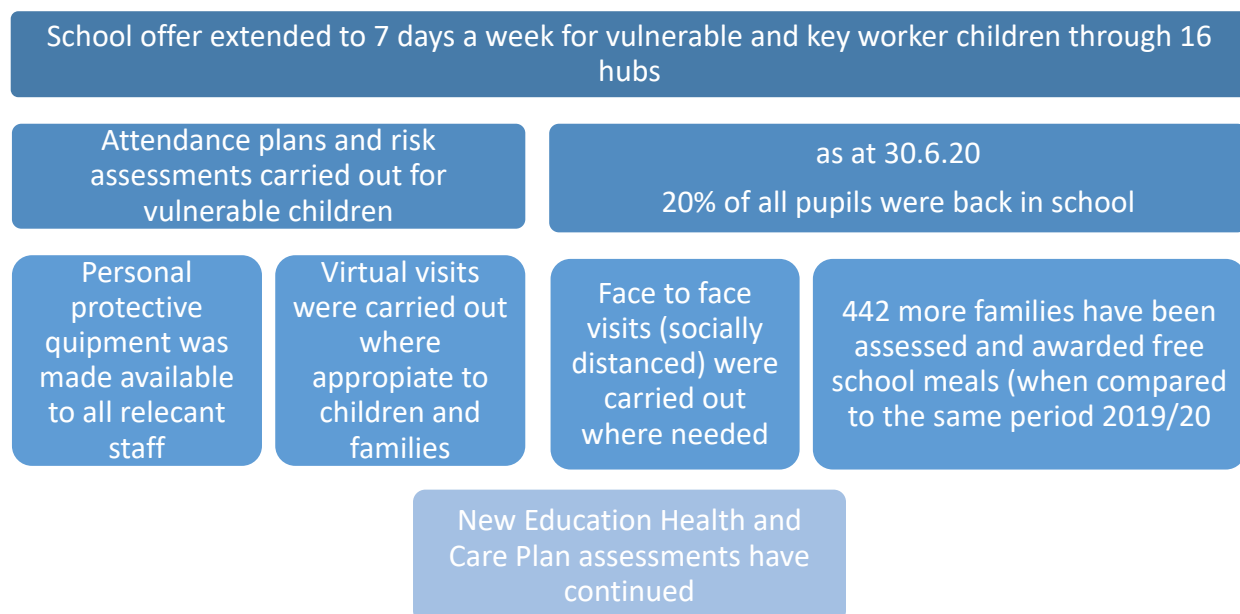 School offer extended to 7 days a week for vulnerable and key worker children through 16
hubs
Attendance plans and risk
assessments carried out for
vulnerable children
as at 30.6.20
20% of all pupils were back in school
Personal
protective
quipment was
made available
to all relecant
staff
Virtual visits
were carried out
where
appropiate to
children and
families
Face to face
visits (socially
distanced) were
carried out
where needed
442 more families have been
assessed and awarded free
school meals (when compared
to the same period 2019/20
New Education Health and
Care Plan assessments have
continued